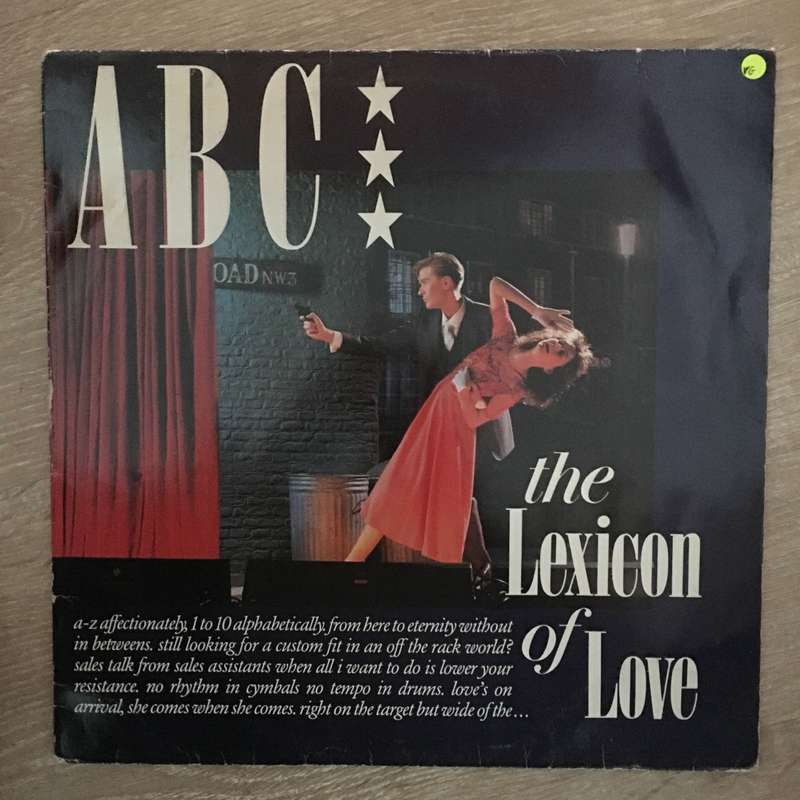 ABC
VG
OAD NW3
the
Lexicon
of
Love
a-z affectionately, 1 to 10 alphabetically. from here to eternity without
in betweens. still looking for a custom fit in an off the rack world?
sales talk from sales assistants when all i want to do is lower your
resistance. no rhythm in cymbals no tempo in drums. love's on
arrival, she comes when she comes. right on the target but wide of the...